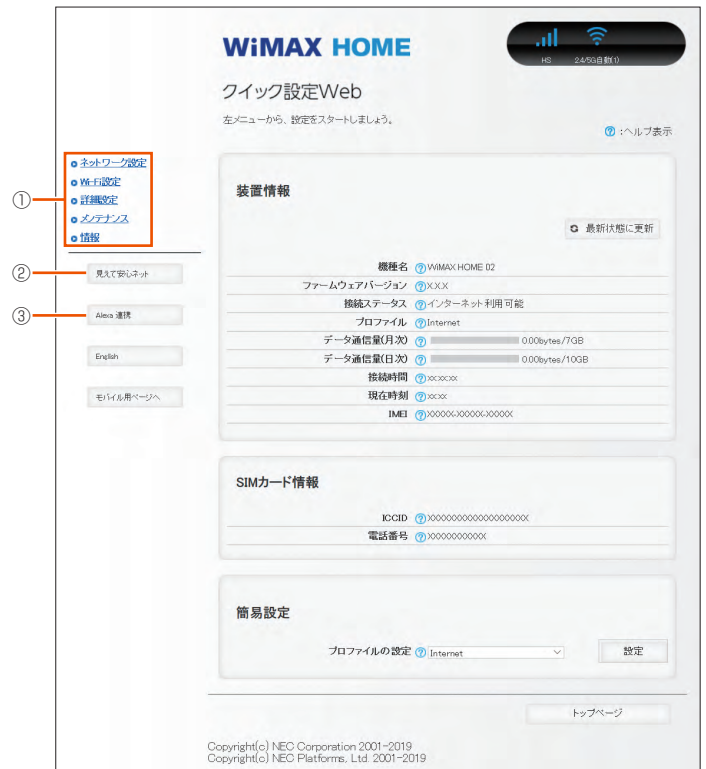 WiMAX HOME
HS 2.4/5G自動(1)
クイック設定Web
左メニューから、設定をスタートしましょう。
?:ヘルプ表示
①
ネットワーク設定
Wi-Fi設定
詳細設定
メンテナンス
情報
② 見えて安心ネット
③ Alexa 連携
English
モバイル用ページへ
装置情報
最新状態に更新
機種名 ?WiMAX HOME 02
ファームウェアバージョン ?X.X.X
接続ステータス ?インターネット利用可能
プロファイル ?Internet
データ通信量(月次) ? 0.00bytes/7GB
データ通信量(日次) ? 0.00bytes/10GB
接続時間 ?xx:xx:xx
現在時刻 ?xx:xx
IMEI ?XXXXX-XXXXX-XXXXX
SIMカード情報
ICCID ?XXXXXXXXXXXXXXXXXXX
電話番号 ?XXXXXXXXXXX
簡易設定
プロファイルの設定 ? Internet 設定
トップページ
Copyright(c) NEC Corporation 2001-2019
Copyright(c) NEC Platforms, Ltd. 2001-2019